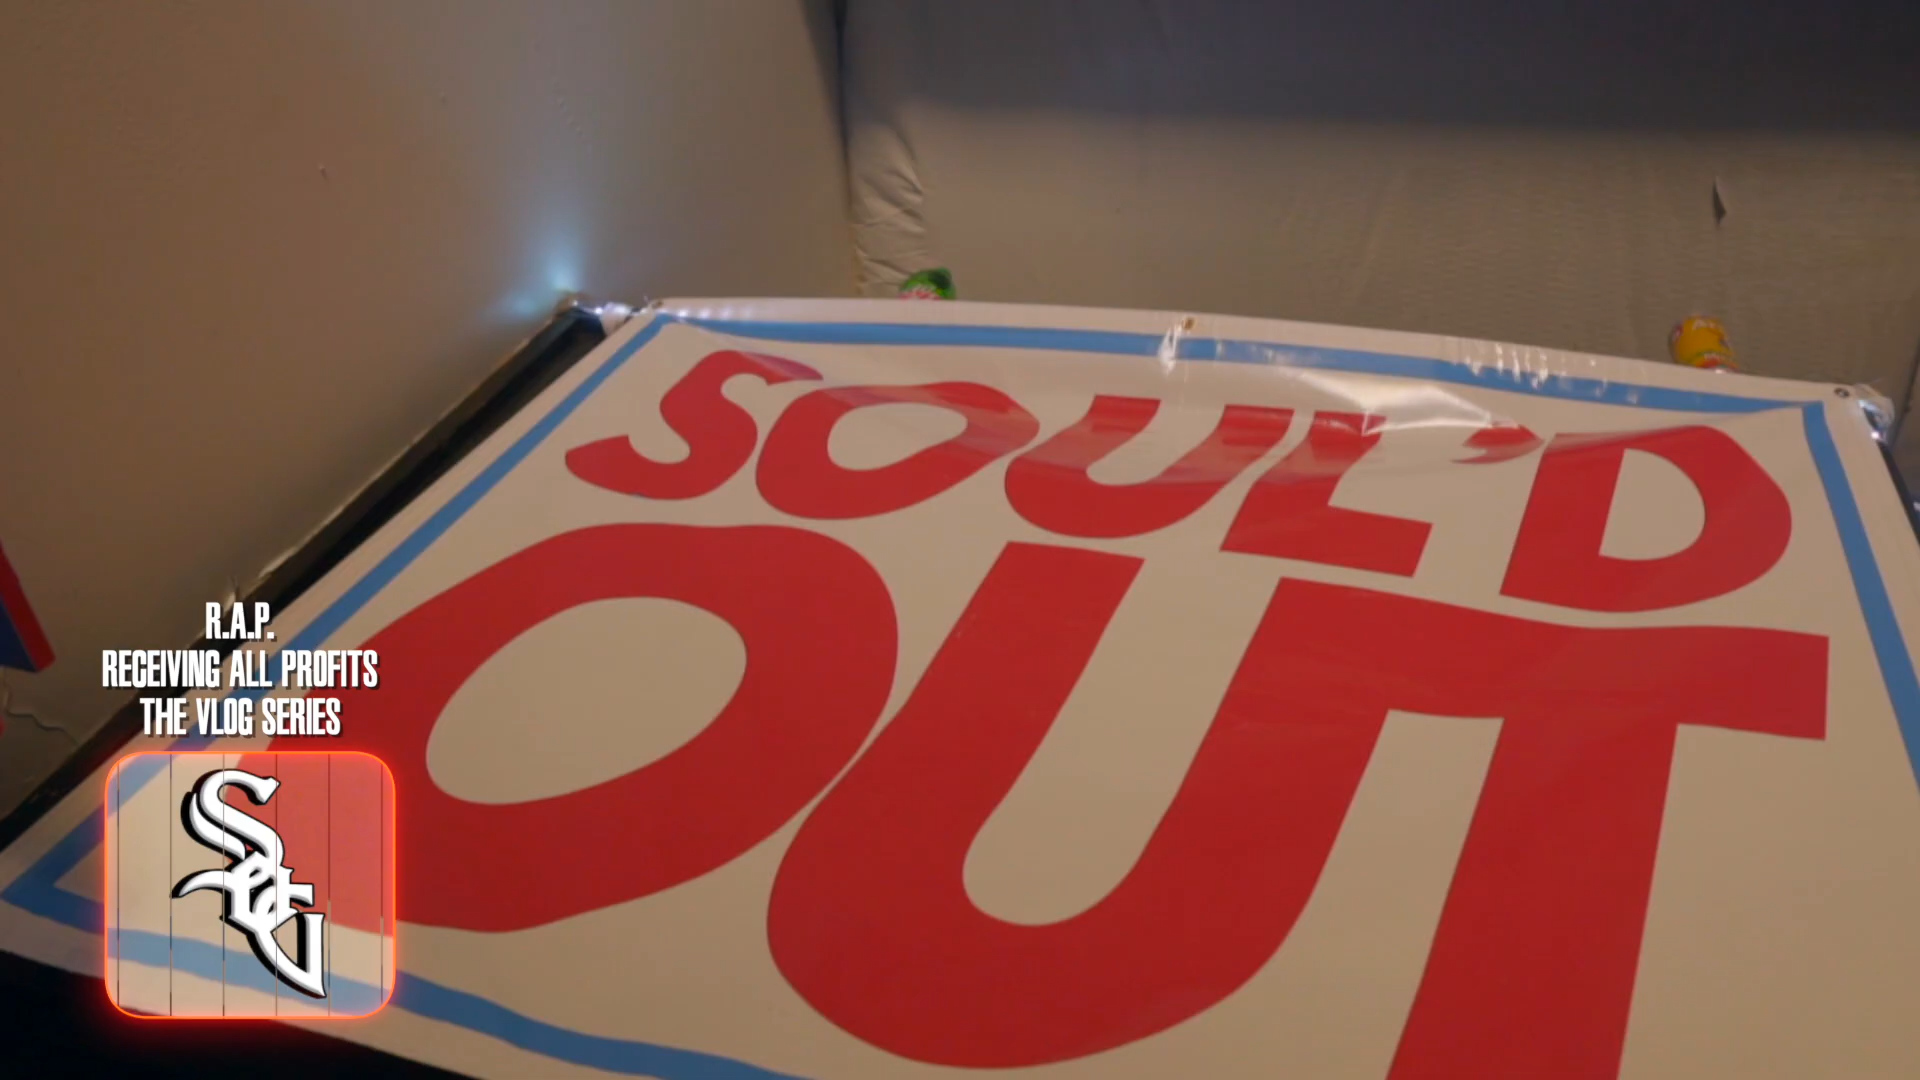 SOUL'D
OUT
R.A.P.
RECEIVING ALL PROFITS
THE VLOG SERIES